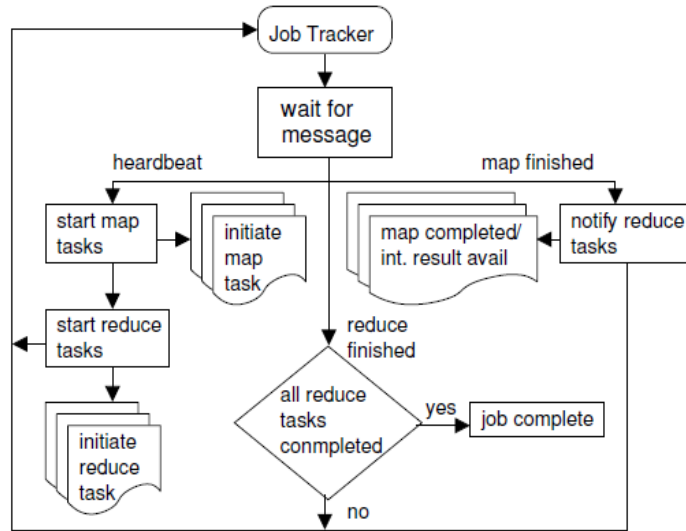 Job Tracker
wait for
message
heardbeat
map finished
start map
tasks
initiate
map
task
map completed/
int. result avail
notify reduce
tasks
start reduce
tasks
reduce
finished
all reduce
tasks
conmpleted
yes
job complete
initiate
reduce
task
no